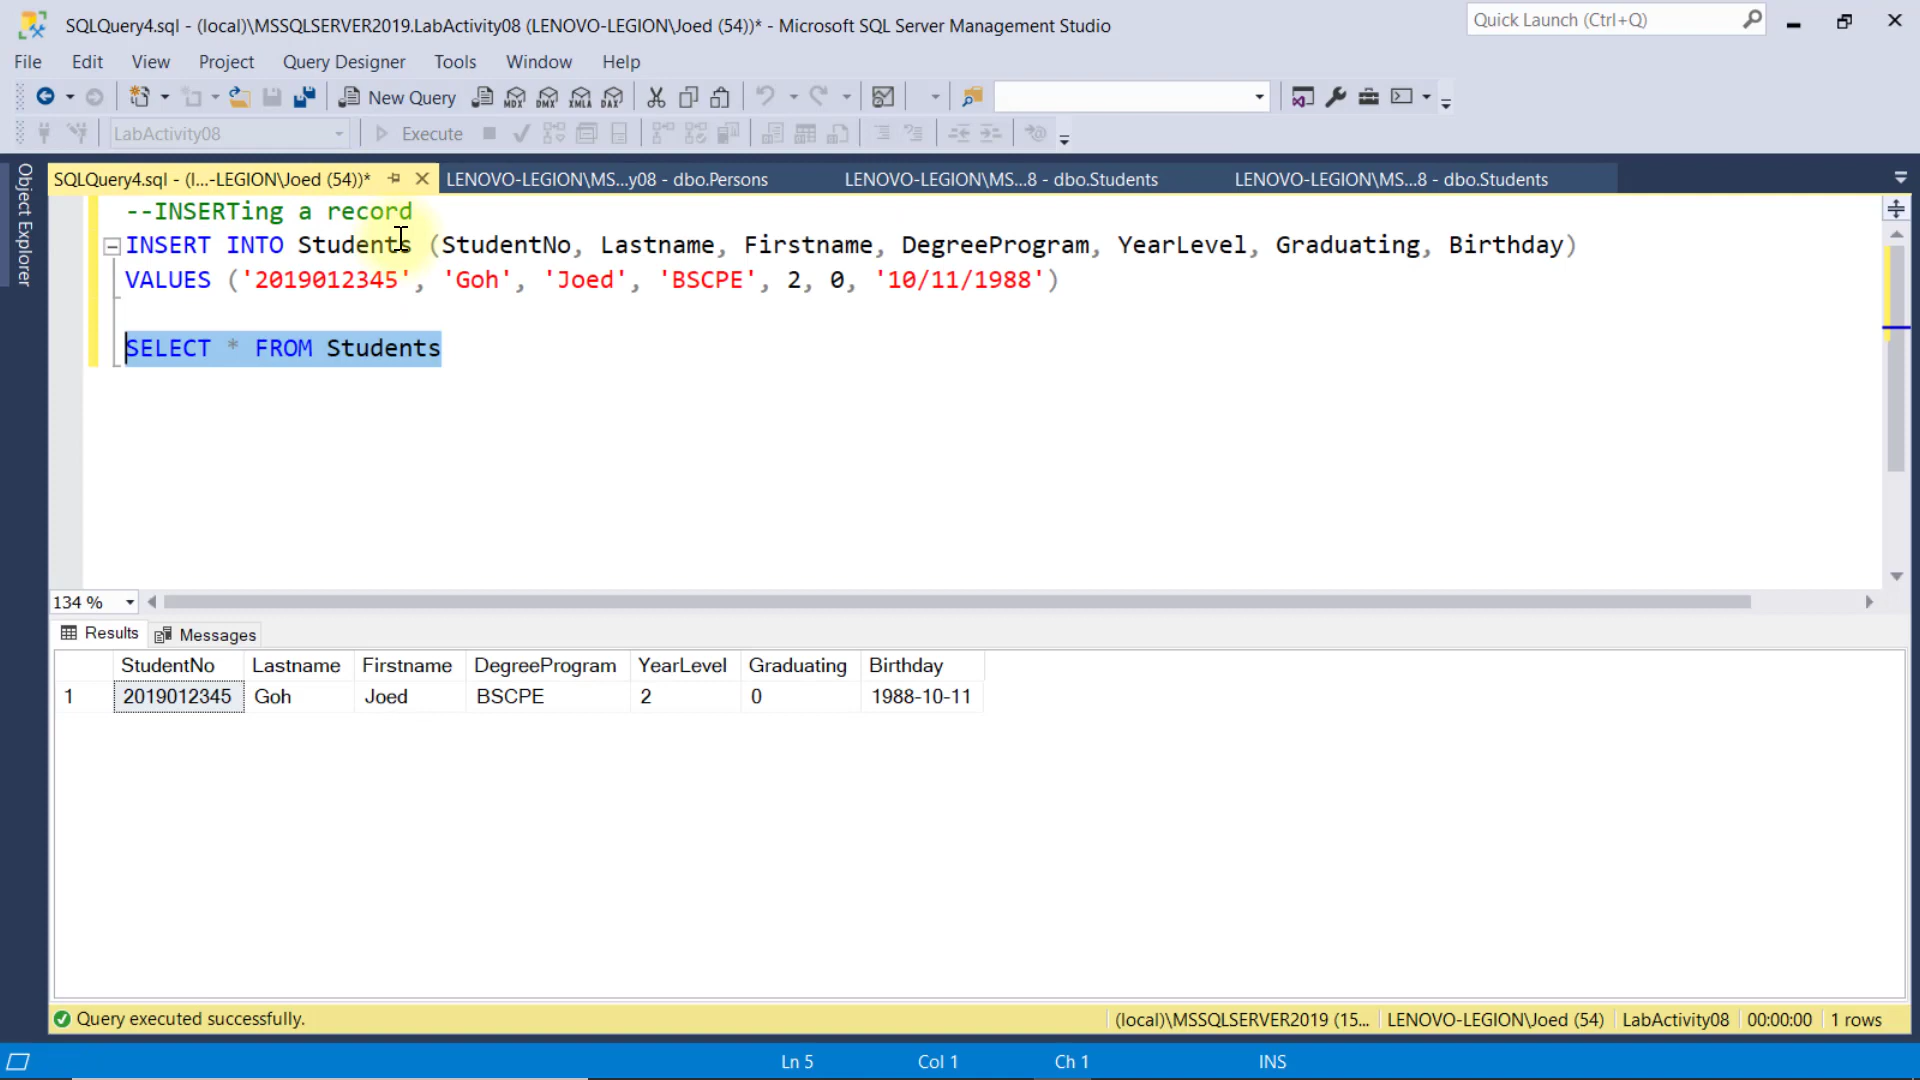 SQLQuery4.sql - (local)\MSSQLSERVER2019.LabActivity08 (LENOVO-LEGION\Joed (54))* - Microsoft SQL Server Management Studio
Quick Launch (Ctrl+Q)
File Edit View Project Query Designer Tools Window Help
New Query MDX DMX XMLA DAX
LabActivity08 Execute
Object Explorer
SQLQuery4.sql - (l...-LEGION\Joed (54))* LENOVO-LEGION\MS...y08 - dbo.Persons LENOVO-LEGION\MS...8 - dbo.Students LENOVO-LEGION\MS...8 - dbo.Students
--INSERTing a record
INSERT INTO Students (StudentNo, Lastname, Firstname, DegreeProgram, YearLevel, Graduating, Birthday)
VALUES ('2019012345', 'Goh', 'Joed', 'BSCPE', 2, 0, '10/11/1988')
SELECT * FROM Students
134 %
Results Messages
StudentNo Lastname Firstname DegreeProgram YearLevel Graduating Birthday
1 2019012345 Goh Joed BSCPE 2 0 1988-10-11
Query executed successfully. (local)\MSSQLSERVER2019 (15... LENOVO-LEGION\Joed (54) LabActivity08 00:00:00 1 rows
Ln 5 Col 1 Ch 1 INS